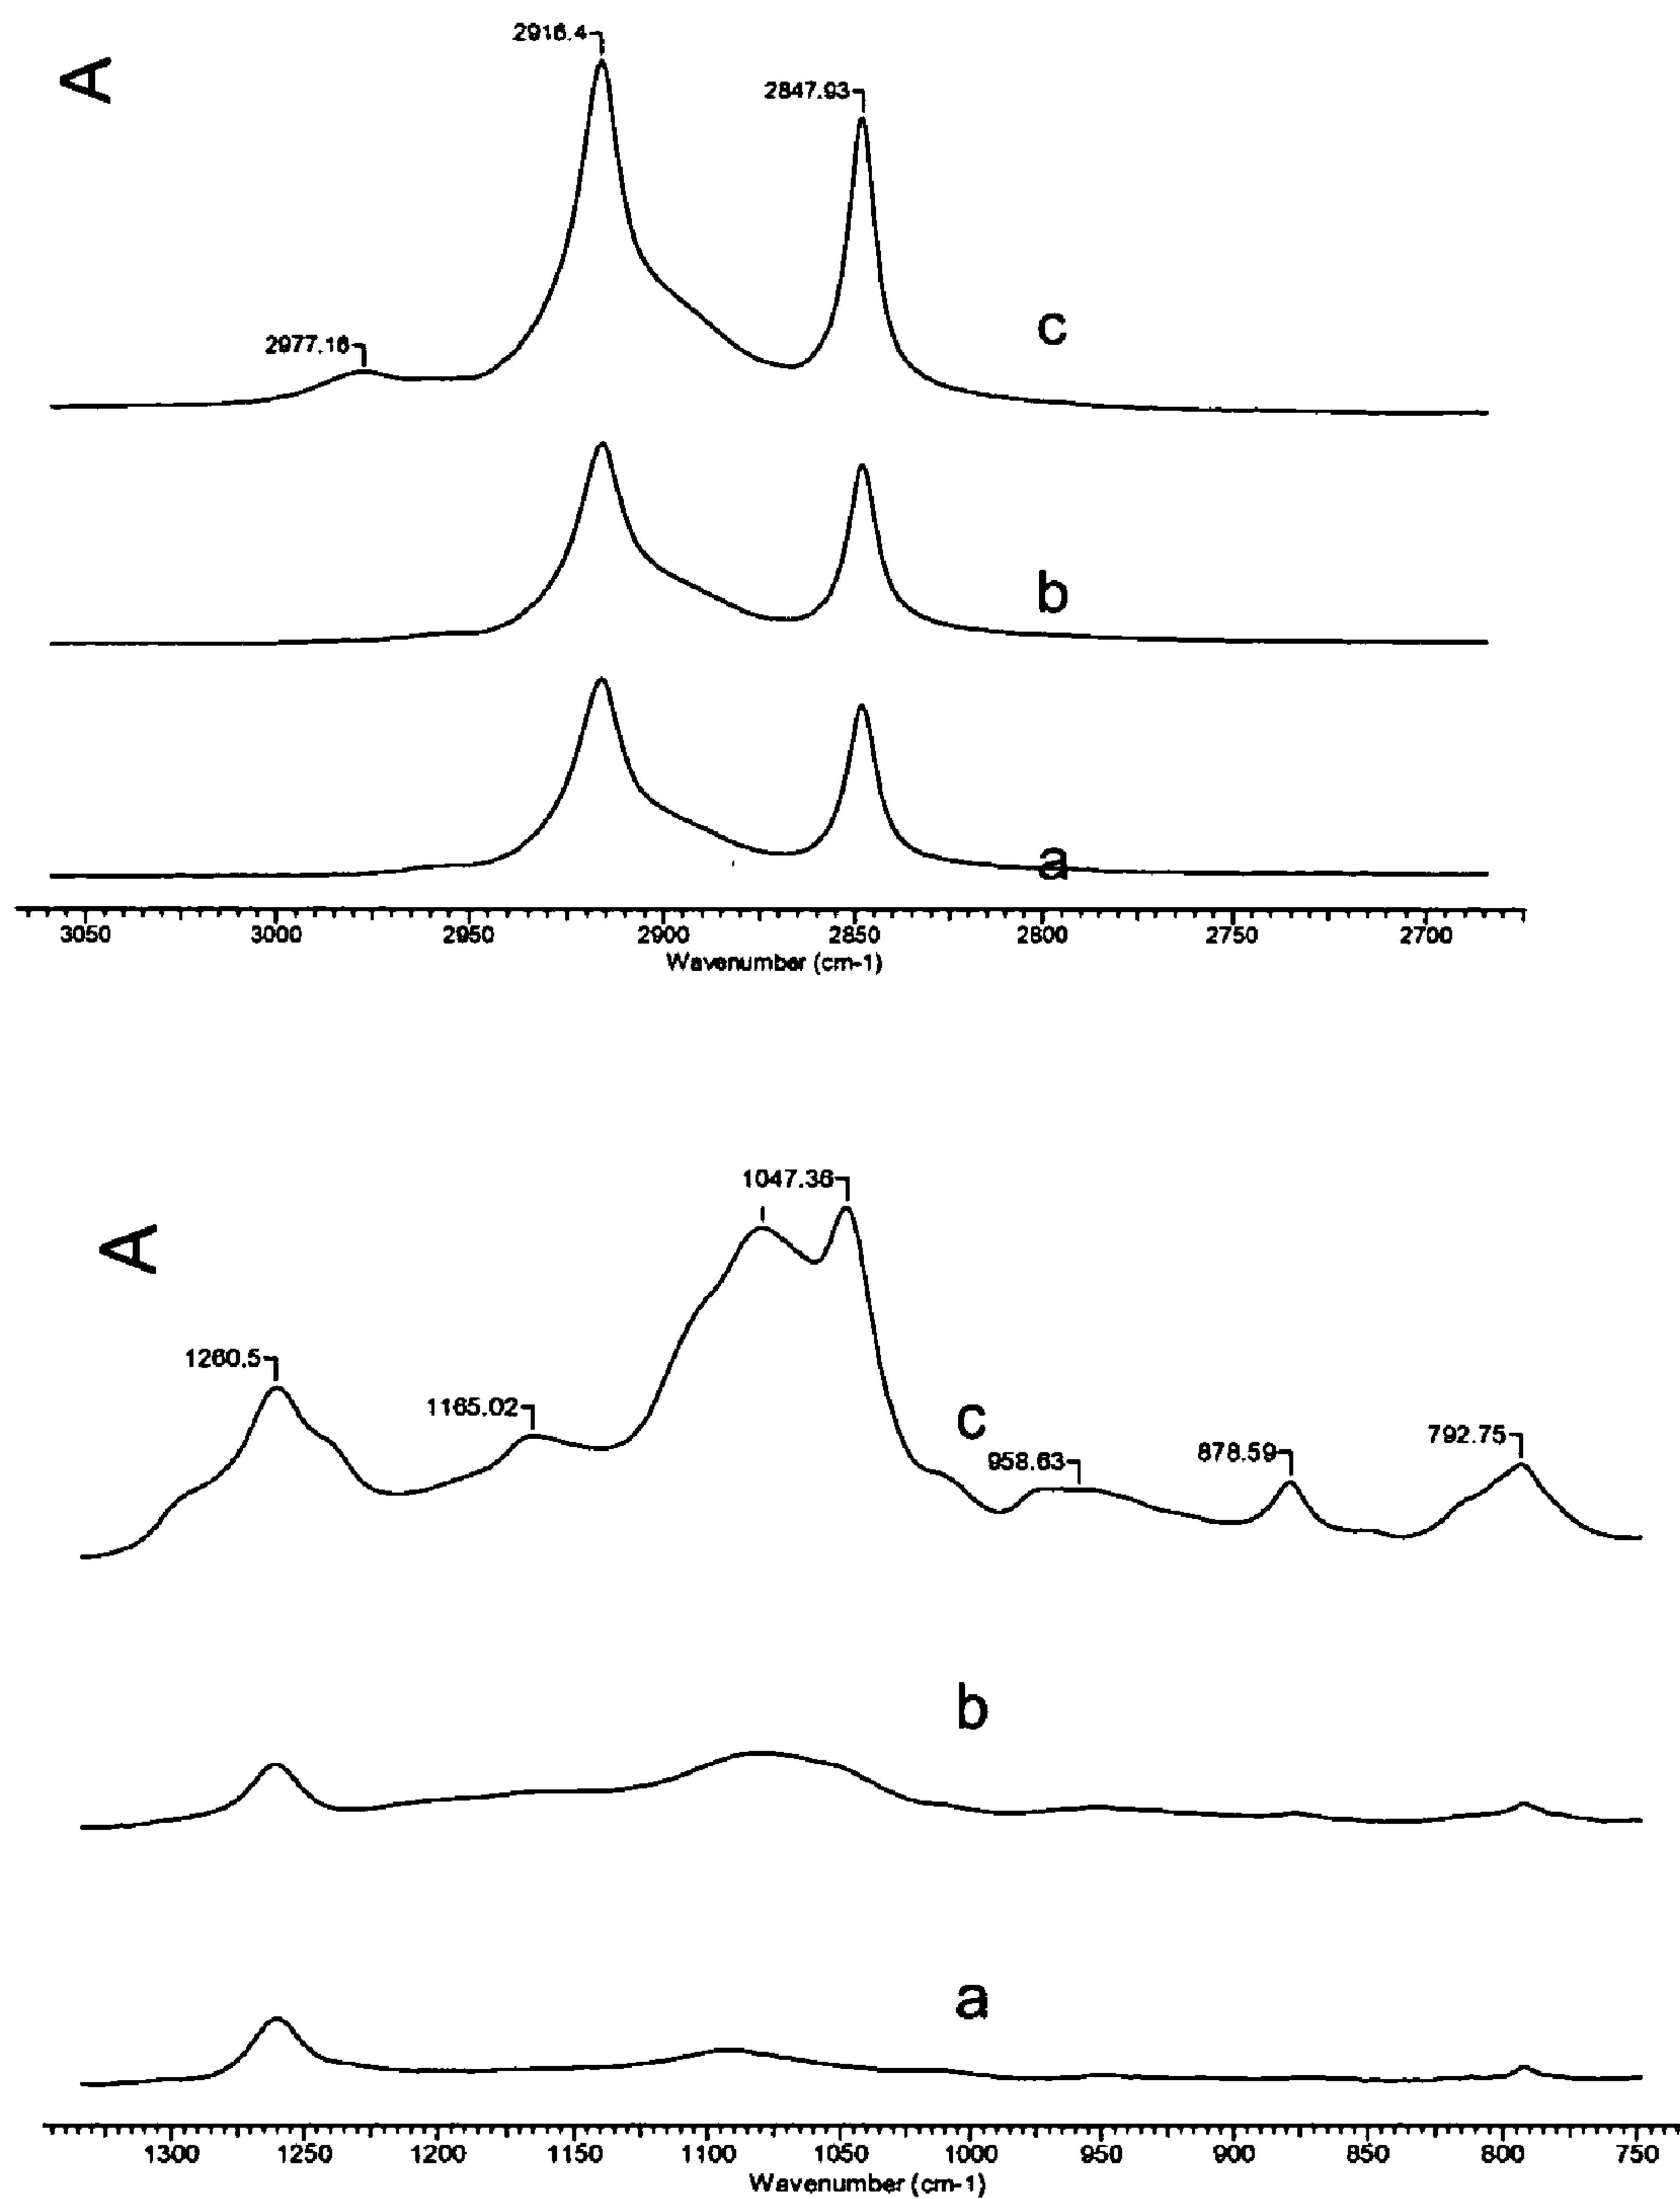 A
2916.4
2847.93
2977.16
c
b
a
3050 3000 2950 2900 2850 2800 2750 2700
Wavenumber (cm-1)
A
1047.36
1260.5
1165.02
c
958.63
878.59
792.75
b
a
1300 1250 1200 1150 1100 1050 1000 950 900 850 800 750
Wavenumber (cm-1)